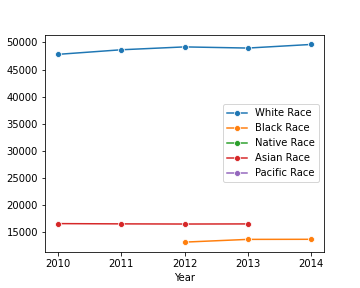 50000
45000
40000
35000
30000
25000
20000
15000
White Race
Black Race
Native Race
Asian Race
Pacific Race
2010 2011 2012 2013 2014
Year